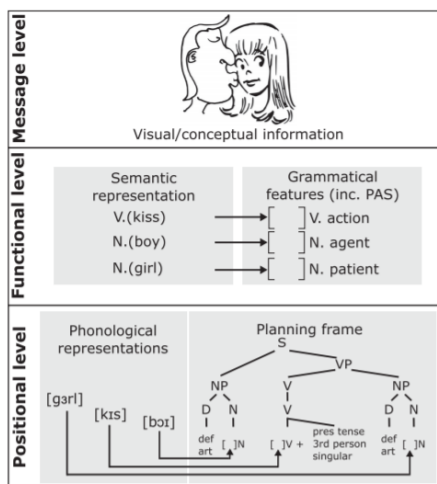 Message level
Visual/conceptual information
Functional level
Semantic representation
Grammatical features (inc. PAS)
V.(kiss) [ ] V. action
N.(boy) [ ] N. agent
N.(girl) [ ] N. patient
Positional level
Phonological representations
Planning frame
S
VP
NP V NP
D N V D N
[gɜrl]
[kɪs]
[bɔɪ]
def art [ ]N [ ]V + pres tense 3rd person singular def art [ ]N